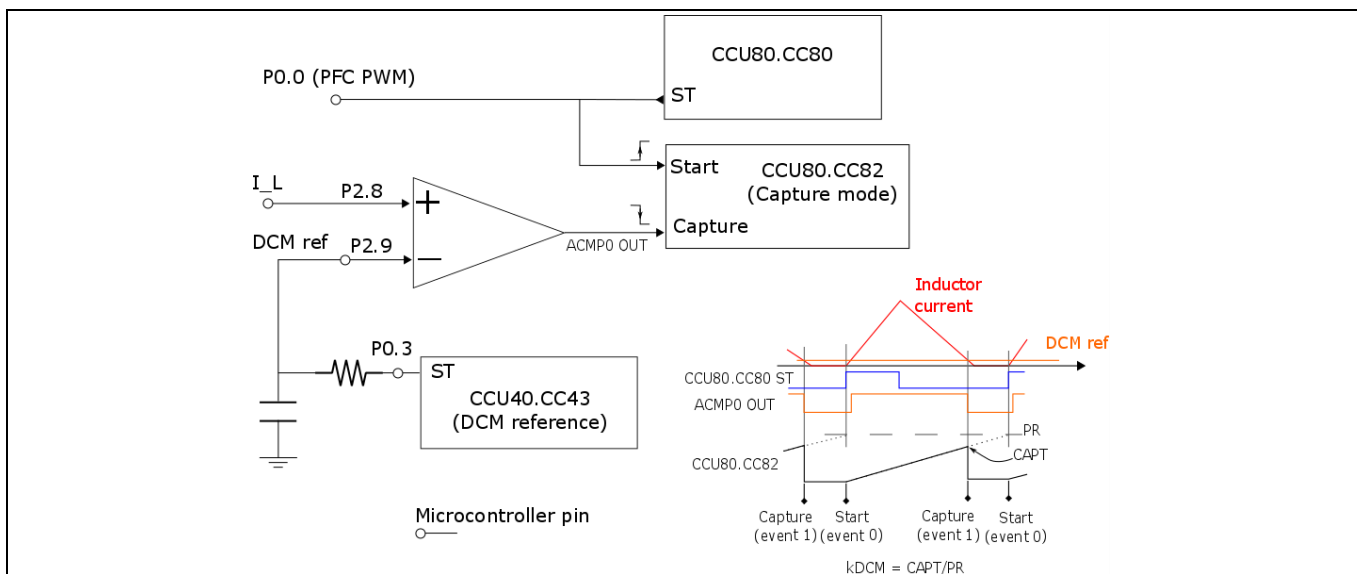 CCU80.CC80
P0.0 (PFC PWM)
ST
Start
CCU80.CC82
(Capture mode)
I_L
P2.8
+
Capture
ACMP0 OUT
DCM ref
P2.9
−
Inductor
current
DCM ref
P0.3
ST
CCU40.CC43
(DCM reference)
CCU80.CC80 ST
ACMP0 OUT
PR
CAPT
CCU80.CC82
Microcontroller pin
Capture Start Capture Start
(event 1) (event 0) (event 1) (event 0)
kDCM = CAPT/PR